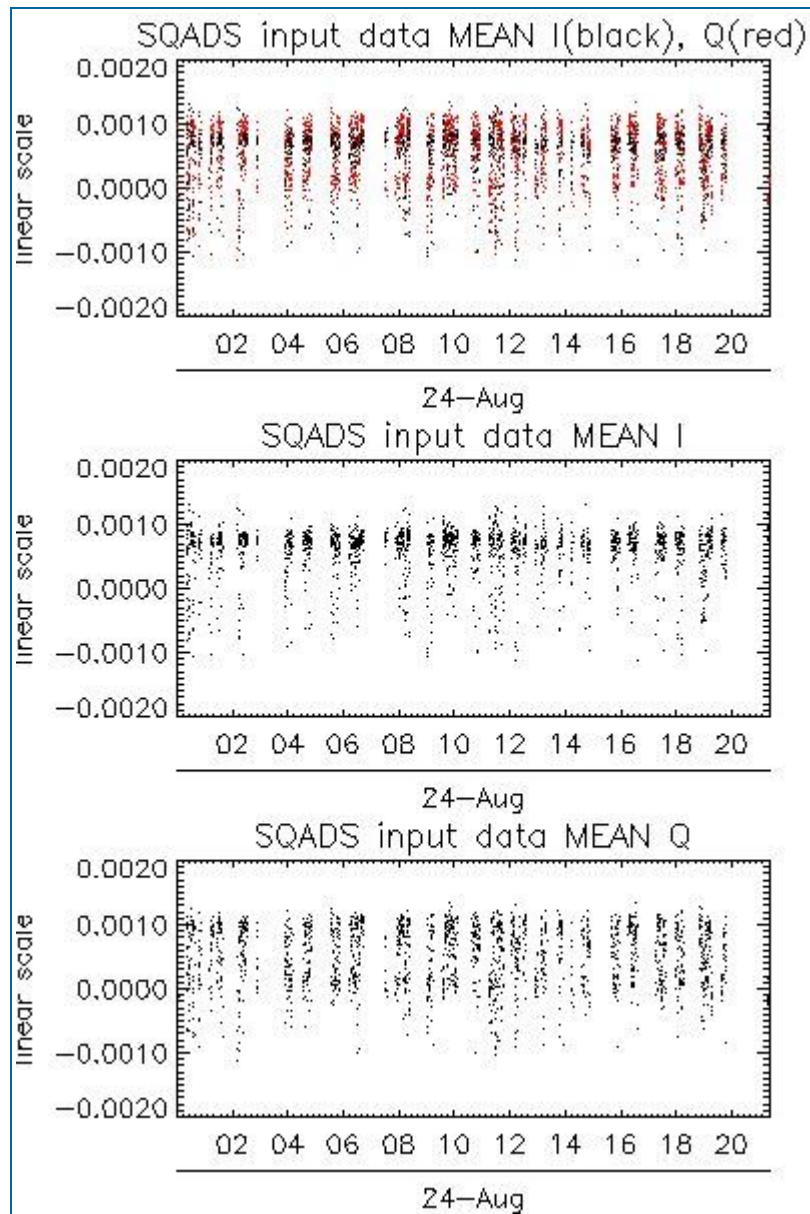 SQADS input data MEAN I(black), Q(red)
linear scale
0.0020
0.0010
0.0000
−0.0010
−0.0020
02 04 06 08 10 12 14 16 18 20
24−Aug
SQADS input data MEAN I
linear scale
0.0020
0.0010
0.0000
−0.0010
−0.0020
02 04 06 08 10 12 14 16 18 20
24−Aug
SQADS input data MEAN Q
linear scale
0.0020
0.0010
0.0000
−0.0010
−0.0020
02 04 06 08 10 12 14 16 18 20
24−Aug